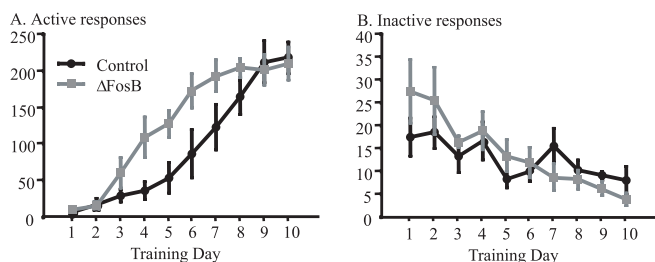 A. Active responses
250
200
150
100
50
0
Control
ΔFosB
1 2 3 4 5 6 7 8 9 10
Training Day
B. Inactive responses
40
35
30
25
20
15
10
5
0
1 2 3 4 5 6 7 8 9 10
Training Day